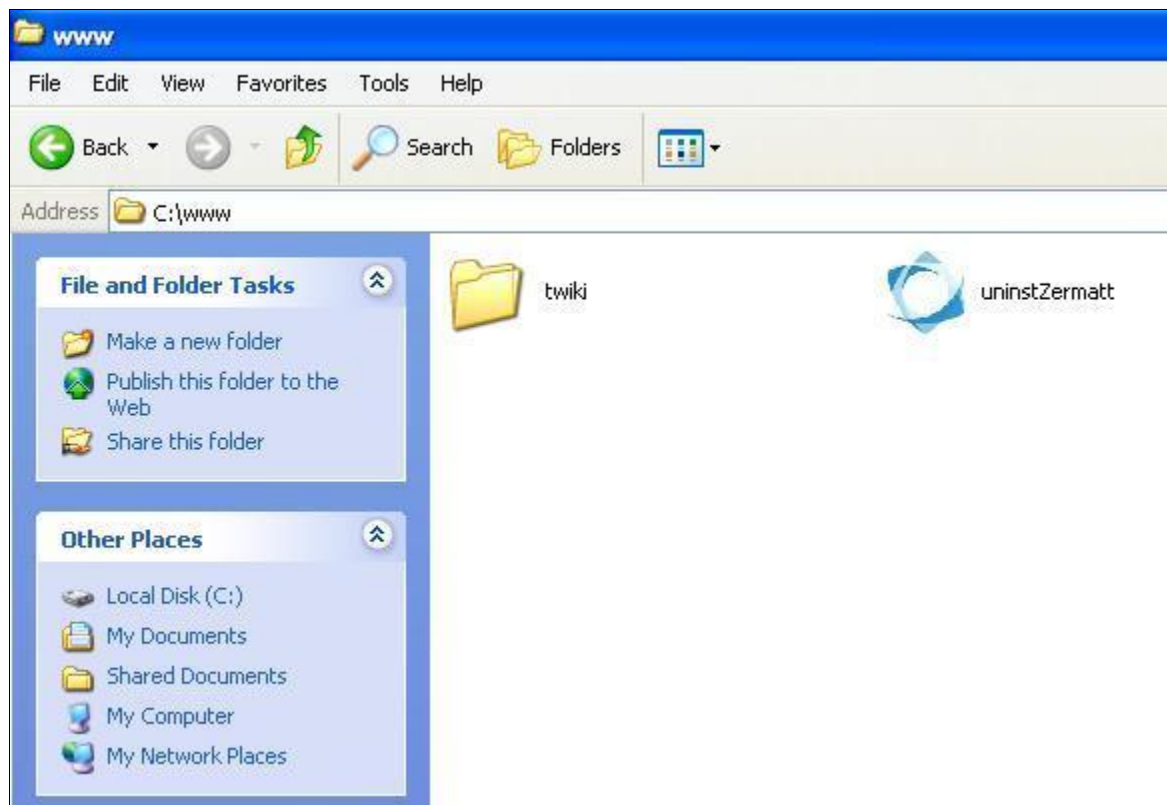 www
File Edit View Favorites Tools Help
Back Search Folders
Address C:\www
File and Folder Tasks
Make a new folder
Publish this folder to the
Web
Share this folder
Other Places
Local Disk (C:)
My Documents
Shared Documents
My Computer
My Network Places
twiki
uninstZermatt